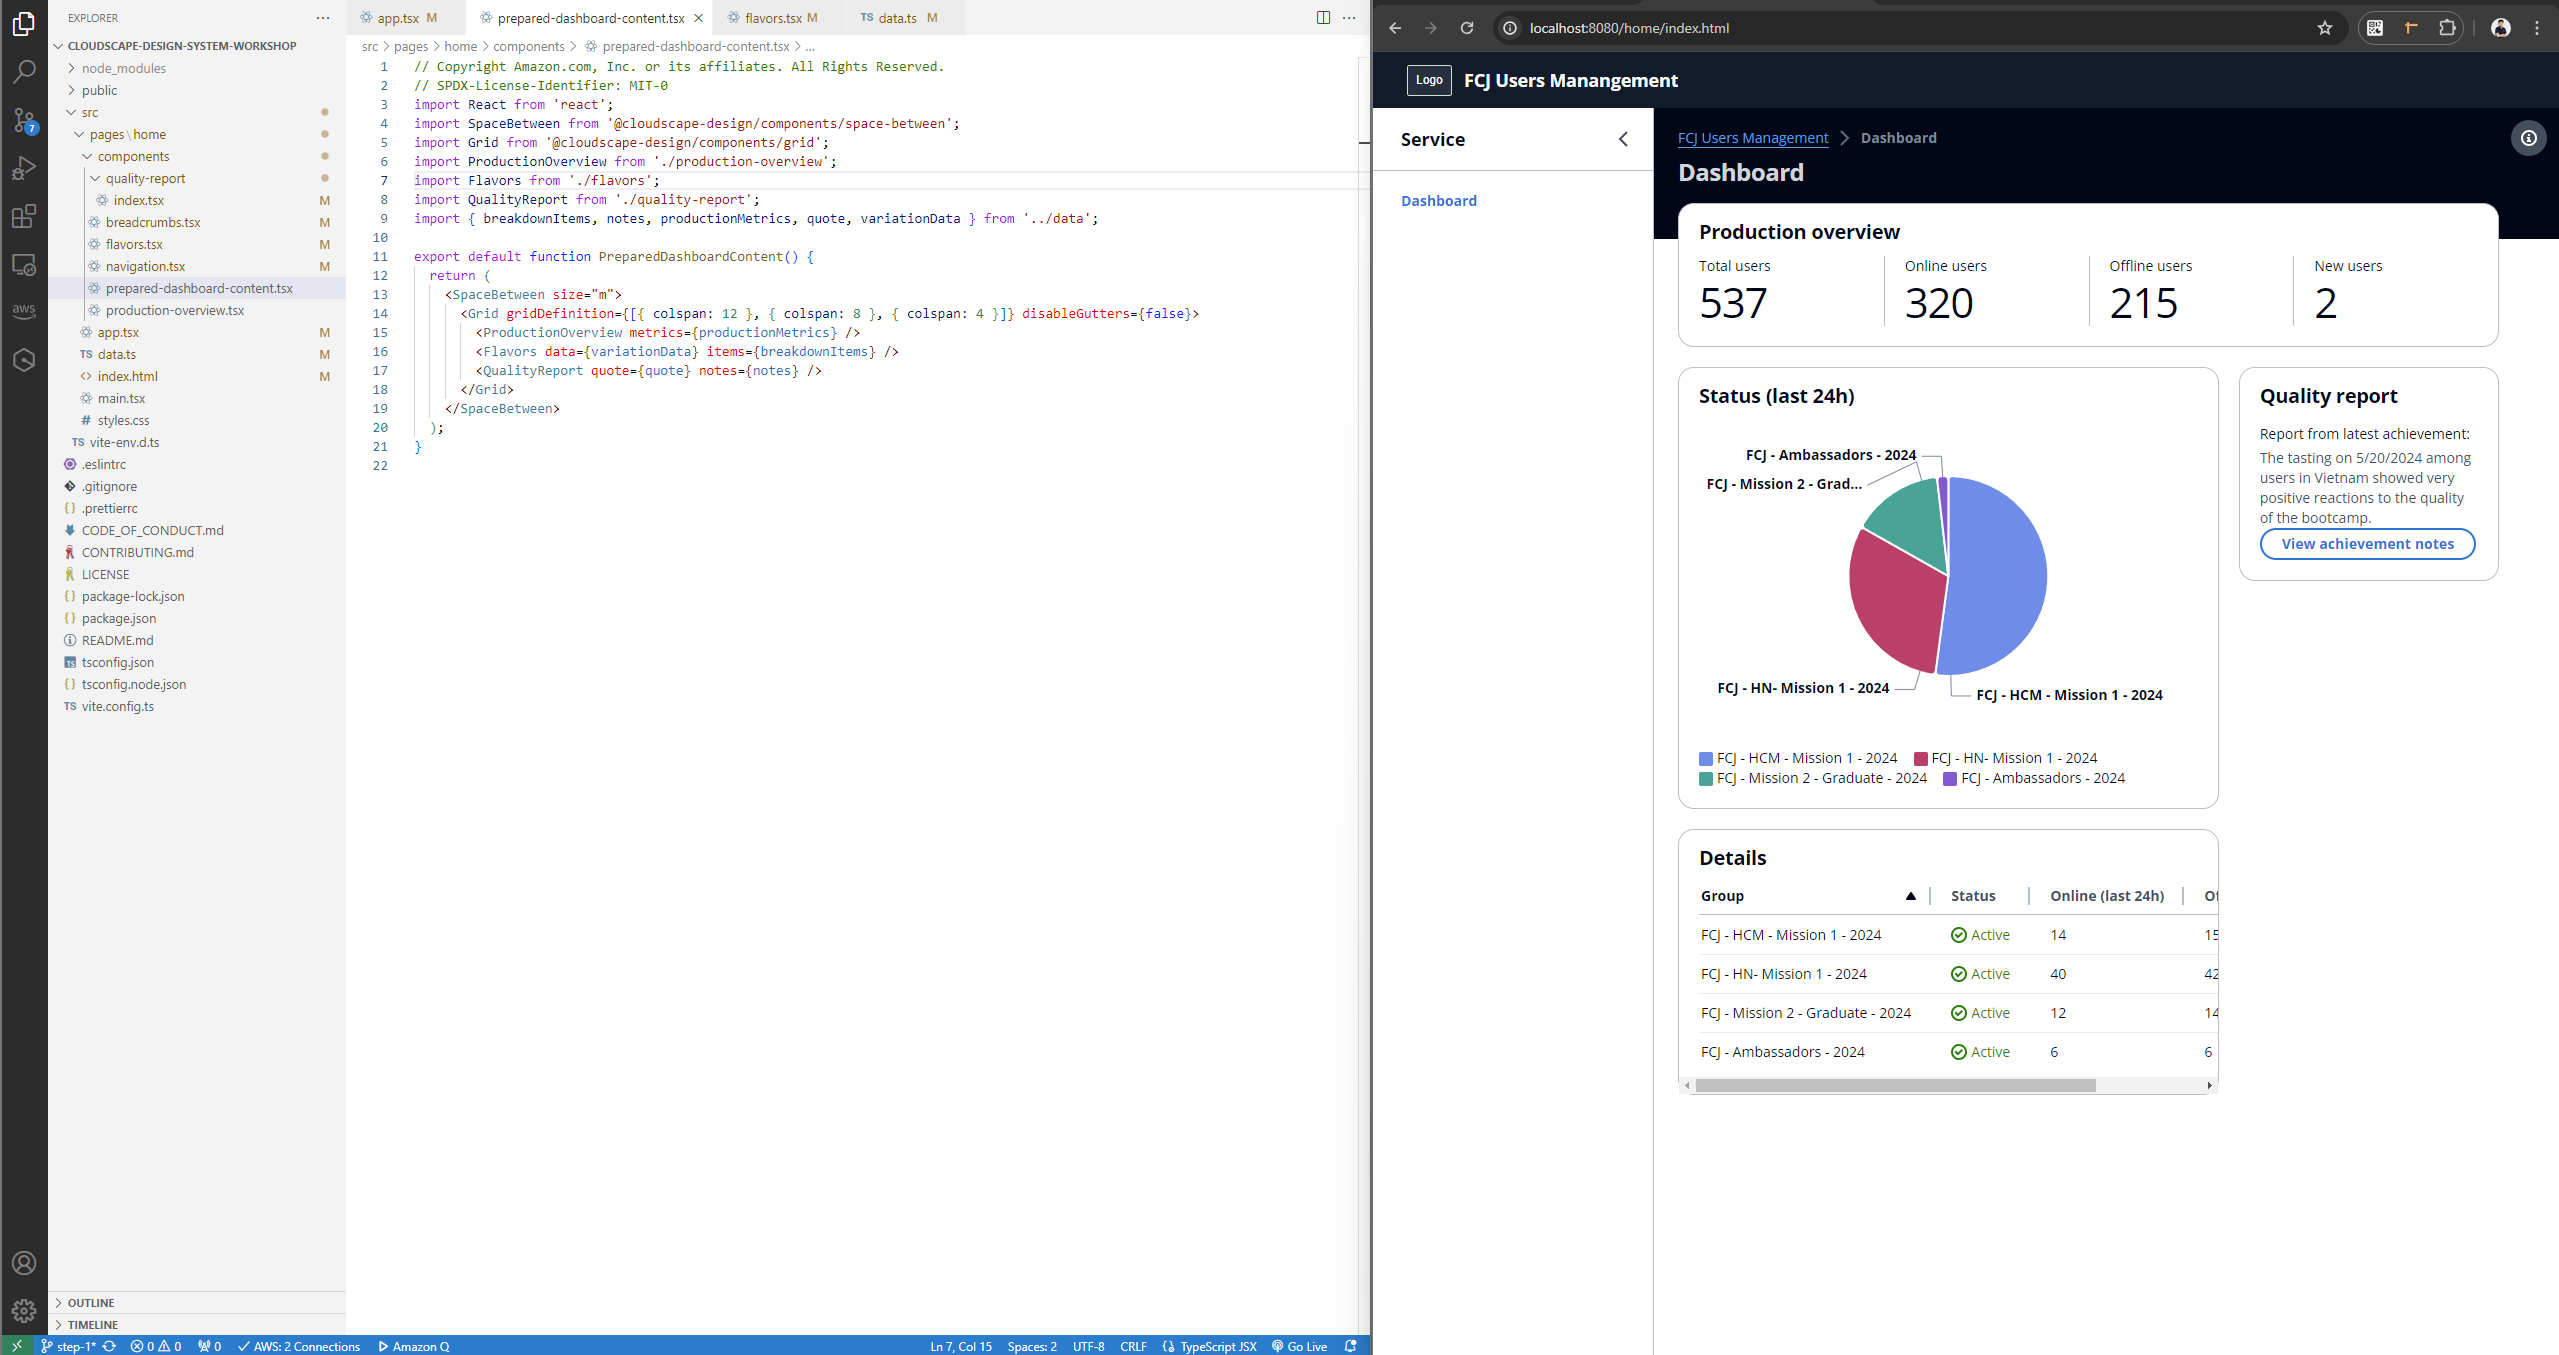 EXPLORER
CLOUDSCAPE-DESIGN-SYSTEM-WORKSHOP
node_modules
public
src
pages\home
components
quality-report
index.tsx M
breadcrumbs.tsx M
flavors.tsx M
navigation.tsx M
prepared-dashboard-content.tsx
production-overview.tsx
app.tsx M
TS data.ts M
index.html M
main.tsx
# styles.css
TS vite-env.d.ts
.eslintrc
.gitignore
.prettierrc
CODE_OF_CONDUCT.md
CONTRIBUTING.md
LICENSE
package-lock.json
package.json
README.md
tsconfig.json
tsconfig.node.json
TS vite.config.ts
OUTLINE
TIMELINE
7
aws
app.tsx M prepared-dashboard-content.tsx flavors.tsx M TS data.ts M
src > pages > home > components > prepared-dashboard-content.tsx > ...
1 // Copyright Amazon.com, Inc. or its affiliates. All Rights Reserved.
2 // SPDX-License-Identifier: MIT-0
3 import React from 'react';
4 import SpaceBetween from '@cloudscape-design/components/space-between';
5 import Grid from '@cloudscape-design/components/grid';
6 import ProductionOverview from './production-overview';
7 import Flavors from './flavors';
8 import QualityReport from './quality-report';
9 import { breakdownItems, notes, productionMetrics, quote, variationData } from '../data';
10
11 export default function PreparedDashboardContent() {
12 return (
13 <SpaceBetween size="m">
14 <Grid gridDefinition={[{ colspan: 12 }, { colspan: 8 }, { colspan: 4 }]} disableGutters={false}>
15 <ProductionOverview metrics={productionMetrics} />
16 <Flavors data={variationData} items={breakdownItems} />
17 <QualityReport quote={quote} notes={notes} />
18 </Grid>
19 </SpaceBetween>
20 );
21 }
22
step-1* 0 0 0 AWS: 2 Connections Amazon Q Ln 7, Col 15 Spaces: 2 UTF-8 CRLF TypeScript JSX Go Live
localhost:8080/home/index.html
Logo FCJ Users Manangement
Service
Dashboard
FCJ Users Management > Dashboard
Dashboard
Production overview
Total users Online users Offline users New users
537 320 215 2
Status (last 24h)
FCJ - Ambassadors - 2024
FCJ - Mission 2 - Grad...
FCJ - HN- Mission 1 - 2024
FCJ - HCM - Mission 1 - 2024
FCJ - HCM - Mission 1 - 2024 FCJ - HN- Mission 1 - 2024
FCJ - Mission 2 - Graduate - 2024 FCJ - Ambassadors - 2024
Quality report
Report from latest achievement:
The tasting on 5/20/2024 among
users in Vietnam showed very
positive reactions to the quality
of the bootcamp.
View achievement notes
Details
Group Status Online (last 24h)
FCJ - HCM - Mission 1 - 2024 Active 14 15
FCJ - HN- Mission 1 - 2024 Active 40 42
FCJ - Mission 2 - Graduate - 2024 Active 12 14
FCJ - Ambassadors - 2024 Active 6 6